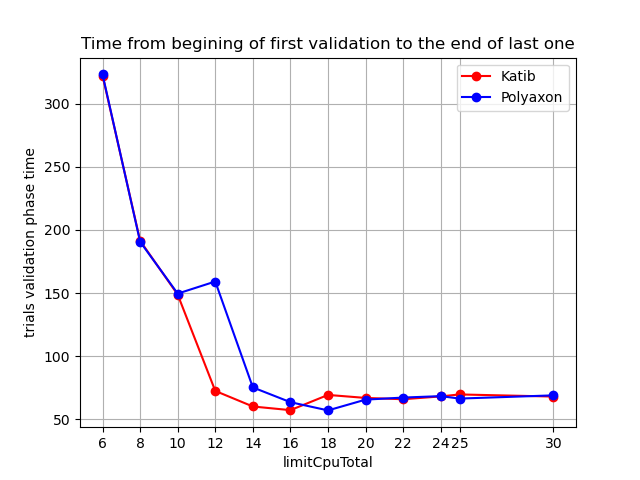 Time from begining of first validation to the end of last one
Katib
Polyaxon
trials validation phase time
300
250
200
150
100
50
6 8 10 12 14 16 18 20 22 24 25 30
limitCpuTotal